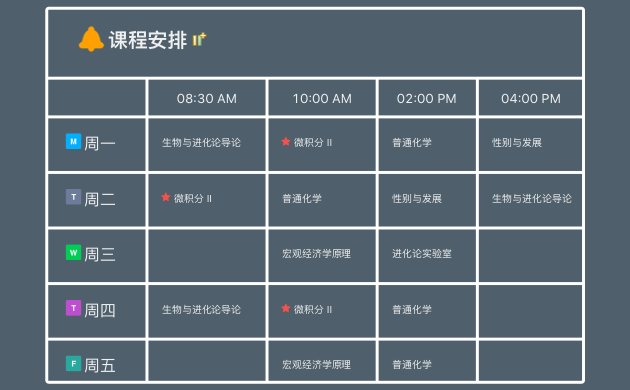 课程安排
08:30 AM 10:00 AM 02:00 PM 04:00 PM
M 周一 生物与进化论导论 微积分 II 普通化学 性别与发展
T 周二 微积分 II 普通化学 性别与发展 生物与进化论导论
W 周三 宏观经济学原理 进化论实验室
T 周四 生物与进化论导论 微积分 II 普通化学
F 周五 宏观经济学原理 普通化学